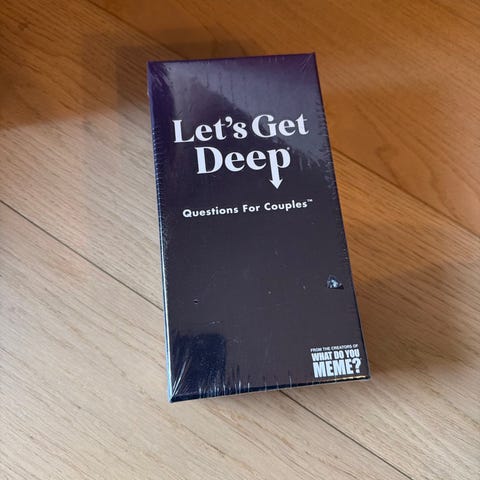 Let's Get
Deep
Questions For Couples™
FROM THE CREATORS OF
WHAT DO YOU
MEME?